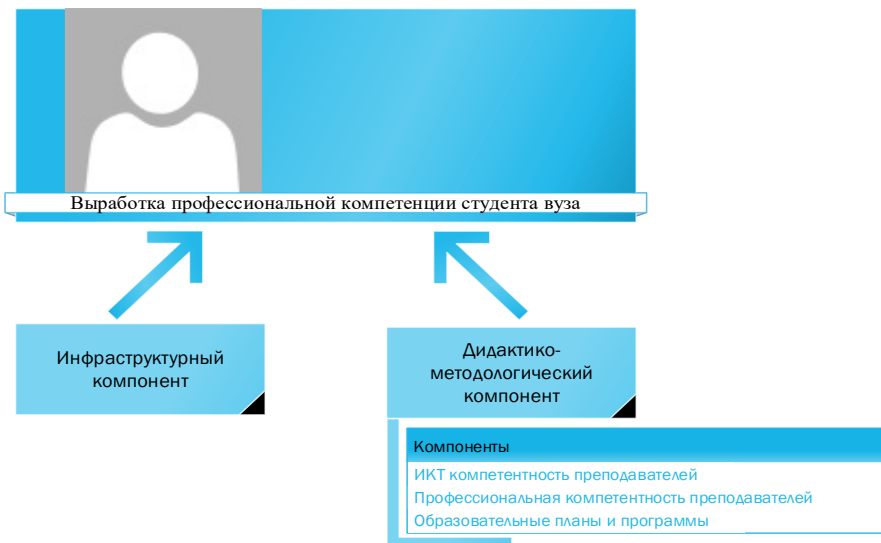 Выработка профессиональной компетенции студента вуза
Инфраструктурный
компонент
Дидактико-
методологический
компонент
Компоненты
ИКТ компетентность преподавателей
Профессиональная компетентность преподавателей
Образовательные планы и программы